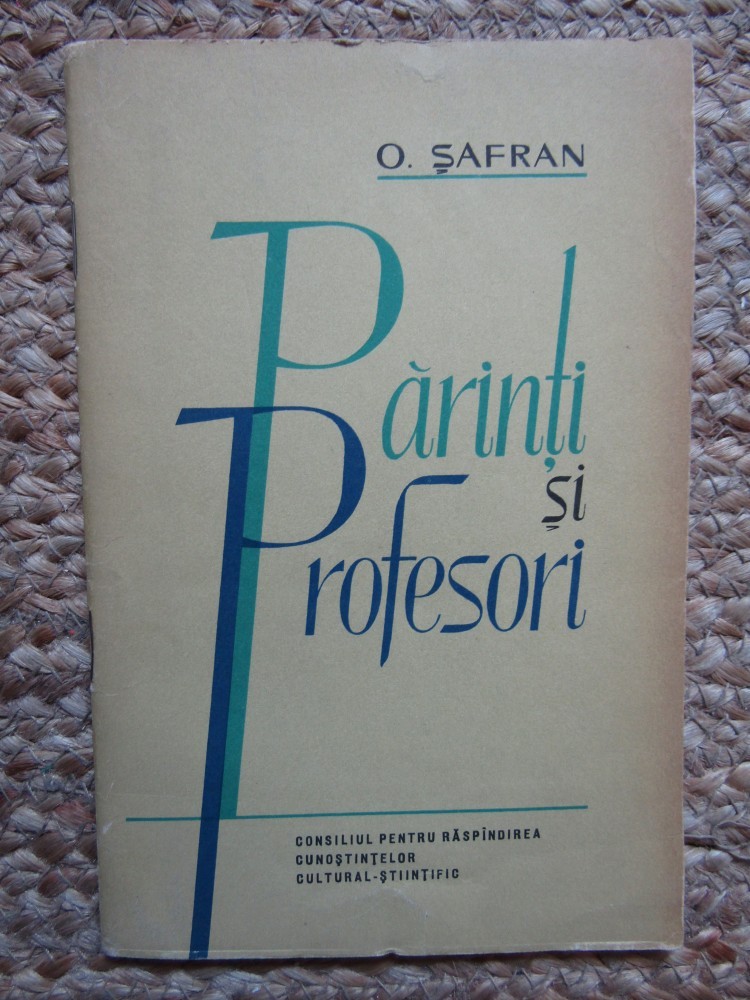 O. ŞAFRAN
Părinţi
şi
Profesori
CONSILIUL PENTRU RĂSPÎNDIREA
CUNOŞTINŢELOR
CULTURAL-ŞTIINŢIFIC